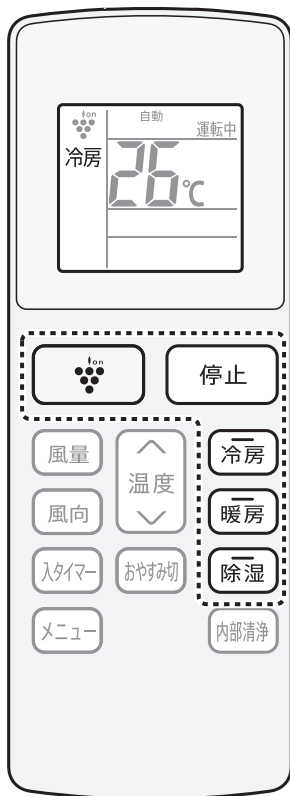 ion
自動
運転中
冷房
26℃
ion
停止
風量
温度
冷房
風向
暖房
入タイマー
おやすみ切
除湿
メニュー
内部清浄